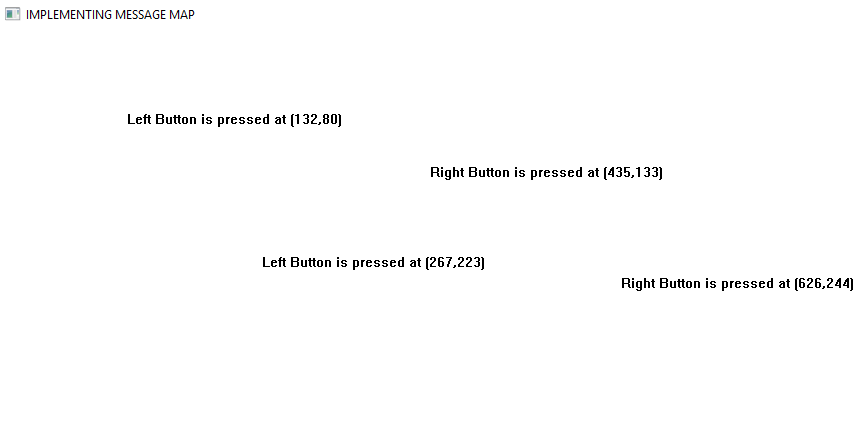 IMPLEMENTING MESSAGE MAP
Left Button is pressed at (132,80)
Right Button is pressed at (435,133)
Left Button is pressed at (267,223)
Right Button is pressed at (626,244)